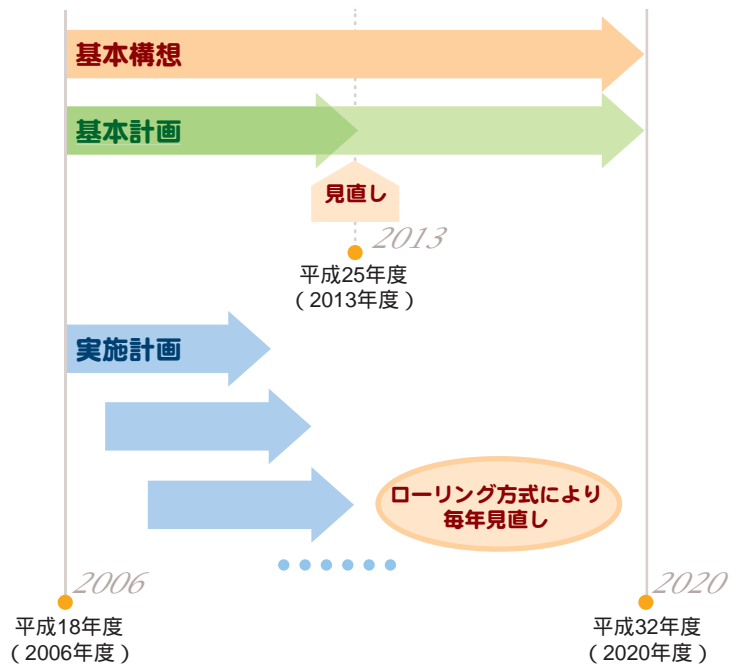 基本構想
基本計画
見直し
2013
平成25年度
（2013年度）
実施計画
ローリング方式により
毎年見直し
2006
平成18年度
（2006年度）
2020
平成32年度
（2020年度）